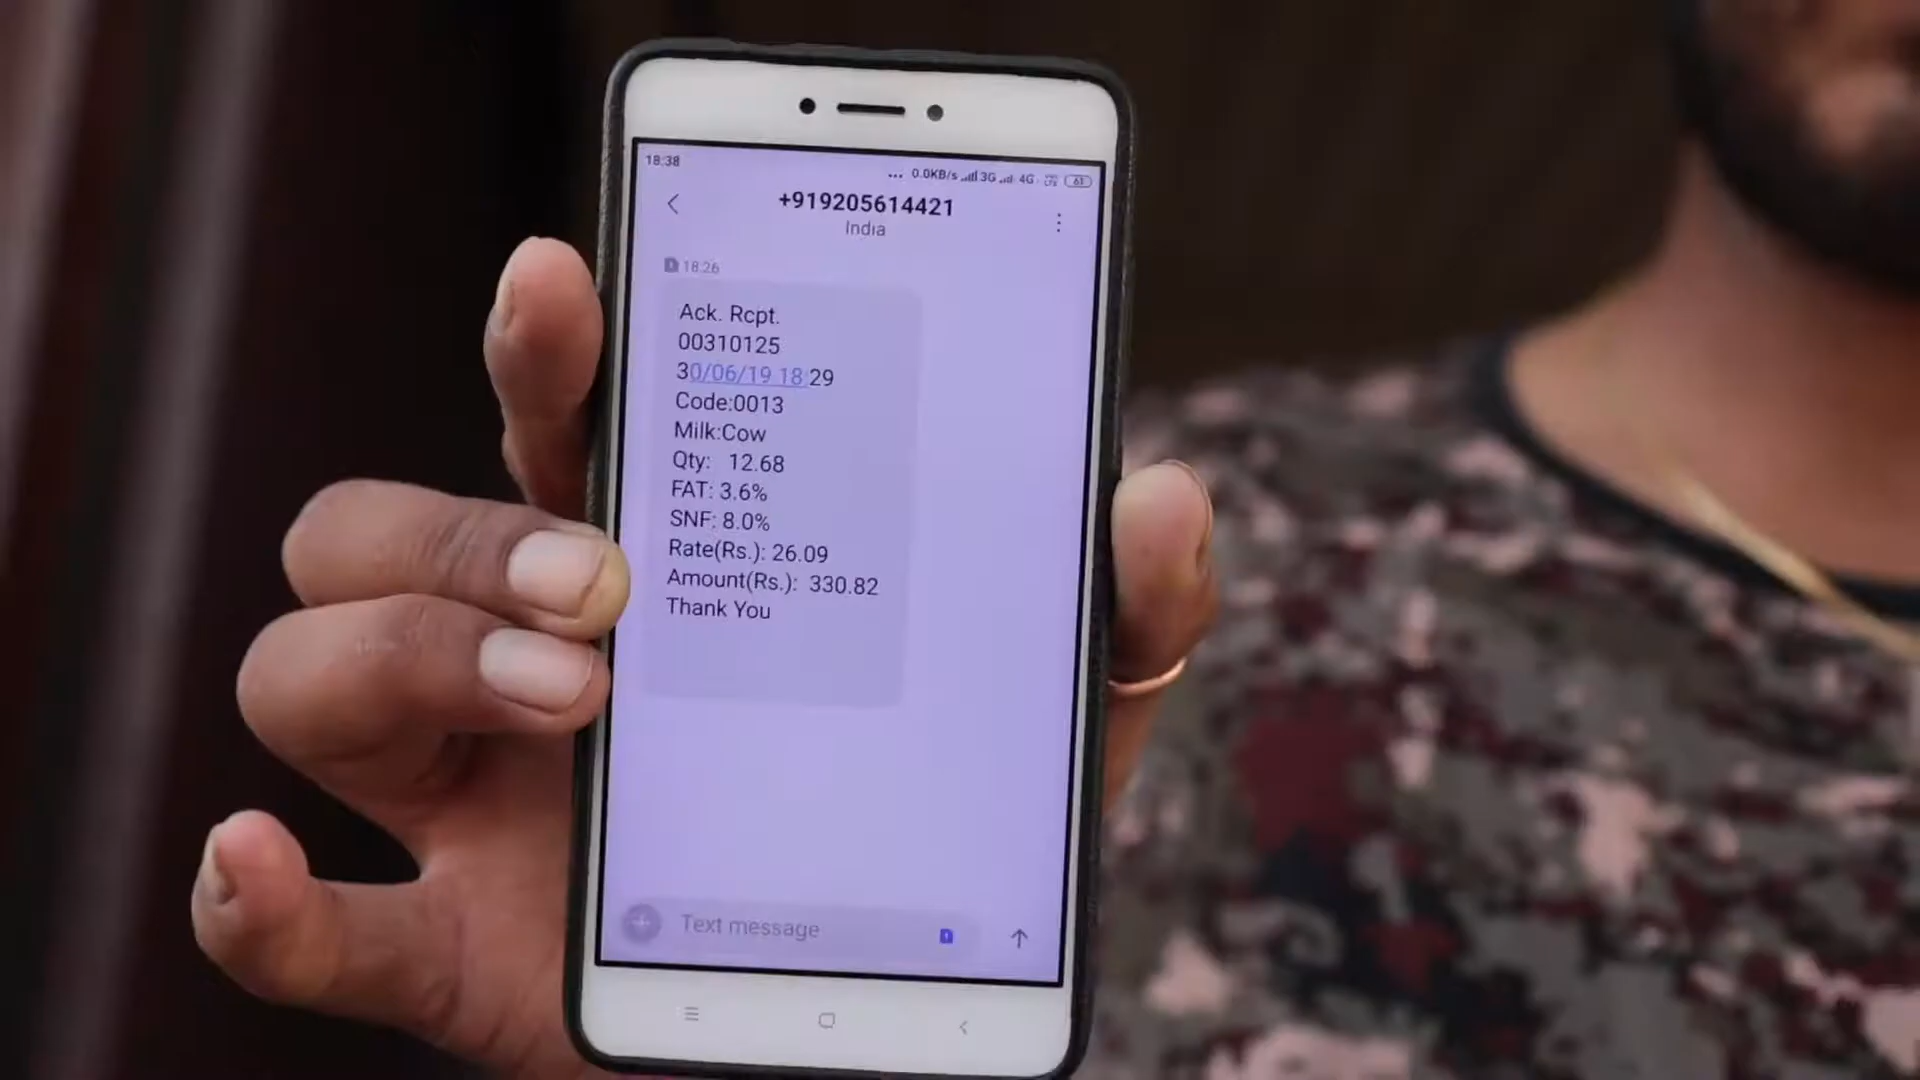 18:38
... 0.0KB/s 3G 4G 63
+919205614421
India
18:26
Ack. Rcpt.
00310125
30/06/19 18:29
Code:0013
Milk:Cow
Qty: 12.68
FAT: 3.6%
SNF: 8.0%
Rate(Rs.): 26.09
Amount(Rs.): 330.82
Thank You
Text message